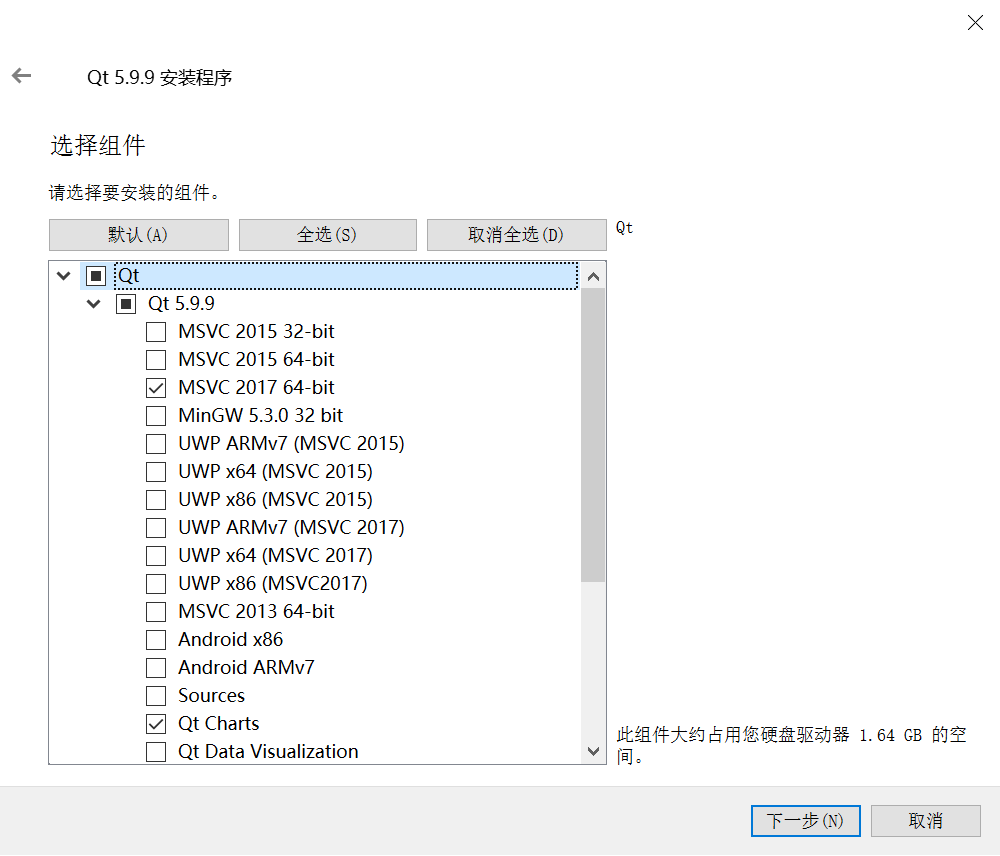 Qt 5.9.9 安装程序
选择组件
请选择要安装的组件。
默认(A)
全选(S)
取消全选(D)
Qt
Qt
Qt 5.9.9
MSVC 2015 32-bit
MSVC 2015 64-bit
MSVC 2017 64-bit
MinGW 5.3.0 32 bit
UWP ARMv7 (MSVC 2015)
UWP x64 (MSVC 2015)
UWP x86 (MSVC 2015)
UWP ARMv7 (MSVC 2017)
UWP x64 (MSVC 2017)
UWP x86 (MSVC2017)
MSVC 2013 64-bit
Android x86
Android ARMv7
Sources
Qt Charts
Qt Data Visualization
此组件大约占用您硬盘驱动器 1.64 GB 的空
间。
下一步(N)
取消